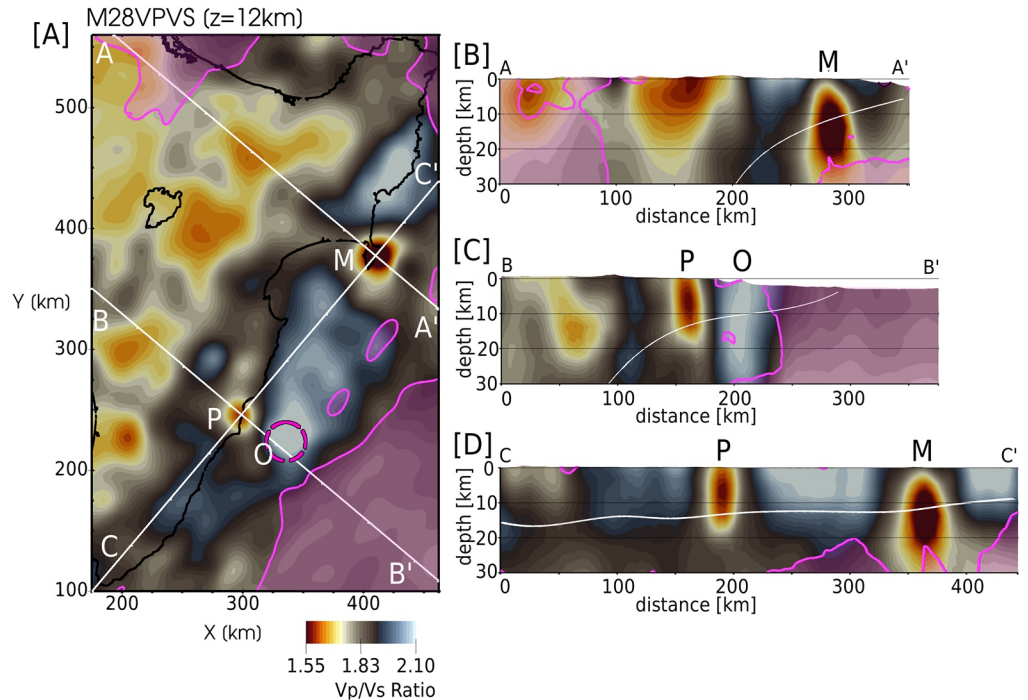 M28VPVS (z=12km)
[A]
A
500
400
M
C'
Y (km)
B
300
A'
P
O
200
C
B'
100
200
300
400
X (km)
1.55
1.83
2.10
Vp/Vs Ratio
[B]
A
M
A'
depth [km]
0
10
20
30
0
100
200
300
distance [km]
[C]
B
P
O
B'
depth [km]
0
10
20
30
0
100
200
300
distance [km]
[D]
C
P
M
C'
depth [km]
0
10
20
30
0
100
200
300
400
distance [km]